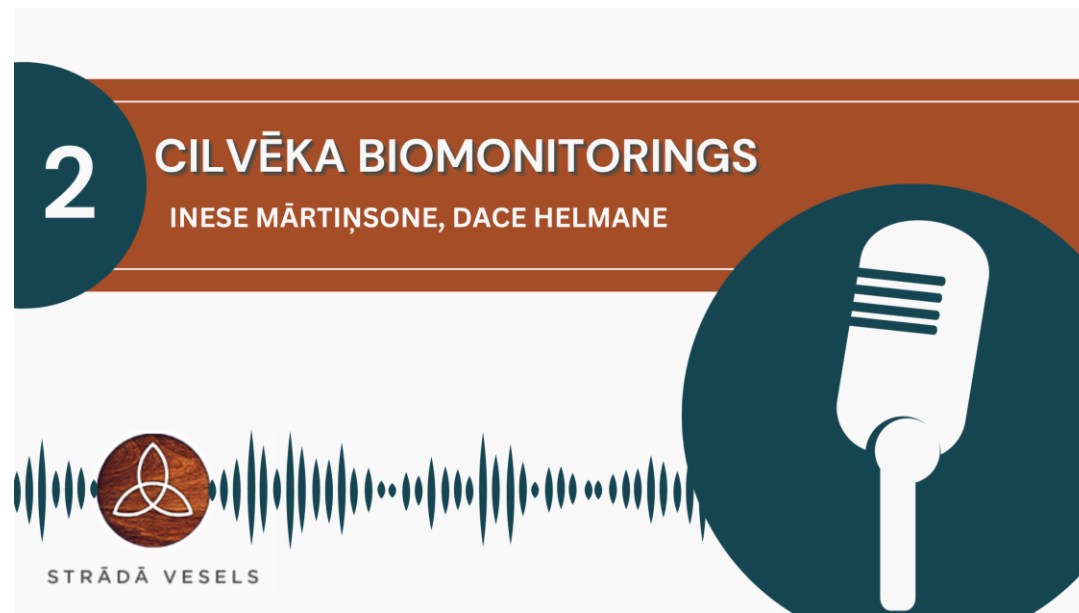 2
CILVĒKA BIOMONITORINGS
INESE MĀRTIŅSONE, DACE HELMANE
STRĀDĀ VESELS